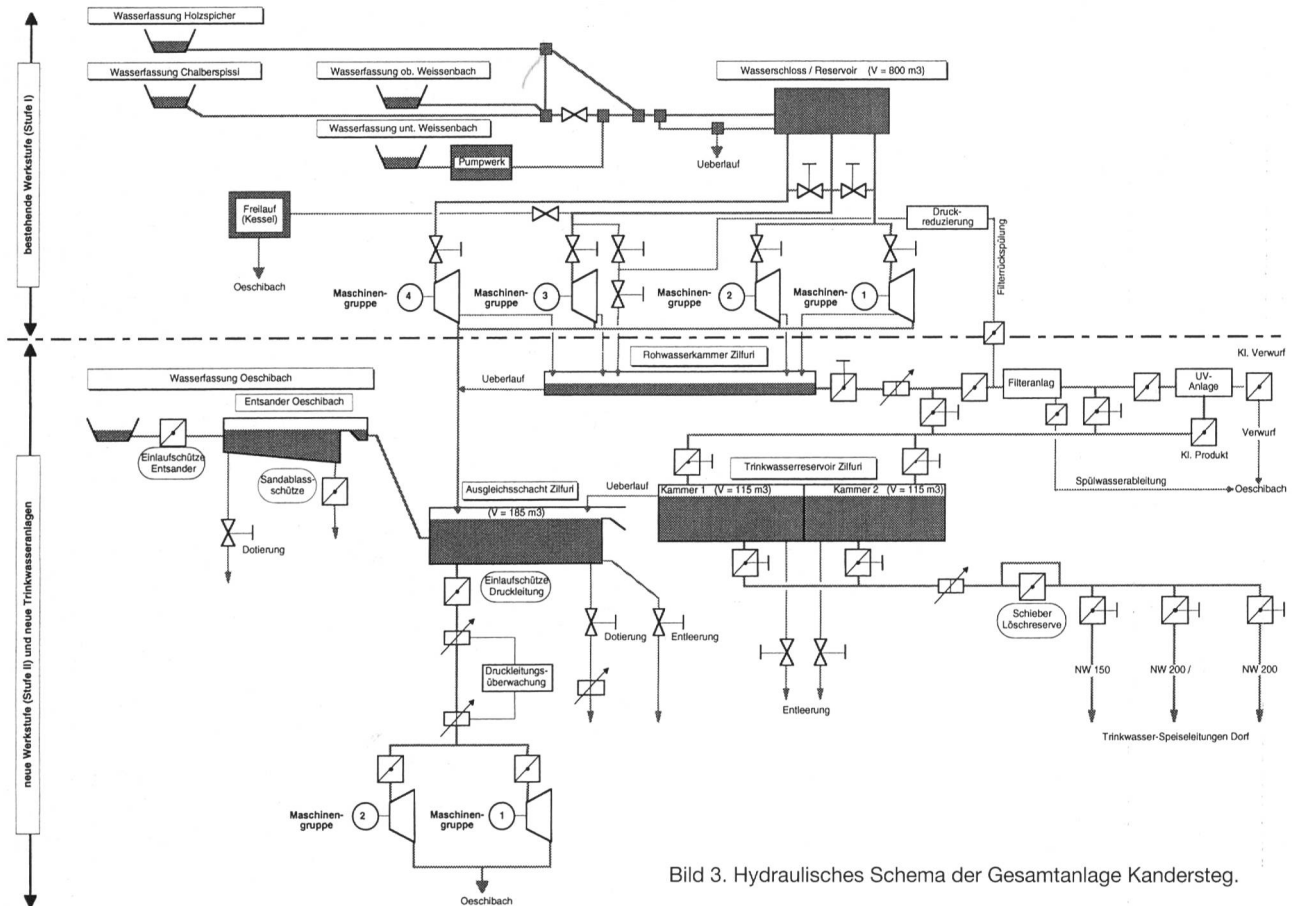 Wasserfassung Holzspicher
Wasserfassung Chalberspissi
Wasserfassung ob. Weissenbach
Wasserschloss / Reservoir (V = 800 m3)
Wasserfassung unt. Weissenbach
Pumpwerk
Ueberlauf
bestehende Werkstufe (Stufe I)
Freilauf
(Kessel)
Druck-
reduzierung
Filterrückspülung
Oeschibach
Maschinen-
gruppe
4
Maschinen-
gruppe
3
Maschinen-
gruppe
2
Maschinen-
gruppe
1
Rohwasserkammer Zilfuri
Kl. Verwurf
Wasserfassung Oeschibach
Ueberlauf
Filteranlag
UV-
Anlage
Entsander Oeschibach
Einlaufschütze
Entsander
Verwurf
Kl. Produkt
Sandablass-
schütze
Trinkwasserreservoir Zilfuri
Ausgleichsschacht Zilfuri
Ueberlauf
Kammer 1 (V = 115 m3)
Kammer 2 (V = 115 m3)
Spülwasserableitung
Oeschibach
(V = 185 m3)
Dotierung
Einlaufschütze
Druckleitung
neue Werkstufe (Stufe II) und neue Trinkwasseranlagen
Dotierung
Entleerung
Schieber
Löschreserve
Druckleitungs-
überwachung
NW 150
NW 200 /
NW 200
Entleerung
Trinkwasser-Speiseleitungen Dorf
Maschinen-
gruppe
2
Maschinen-
gruppe
1
Oeschibach
Bild 3. Hydraulisches Schema der Gesamtanlage Kandersteg.